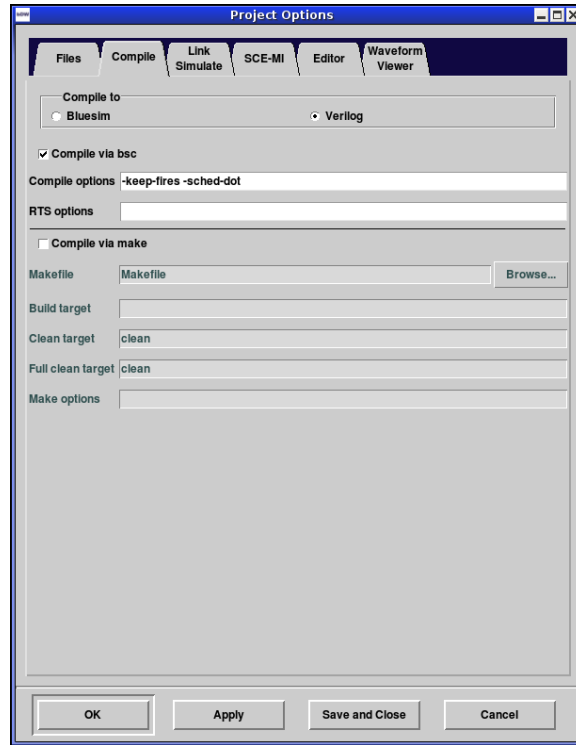 Project Options
Files
Compile
Link
Simulate
SCE-MI
Editor
Waveform
Viewer
Compile to
Bluesim
Verilog
Compile via bsc
Compile options -keep-fires -sched-dot
RTS options
Compile via make
Makefile Makefile Browse...
Build target
Clean target clean
Full clean target clean
Make options
OK Apply Save and Close Cancel